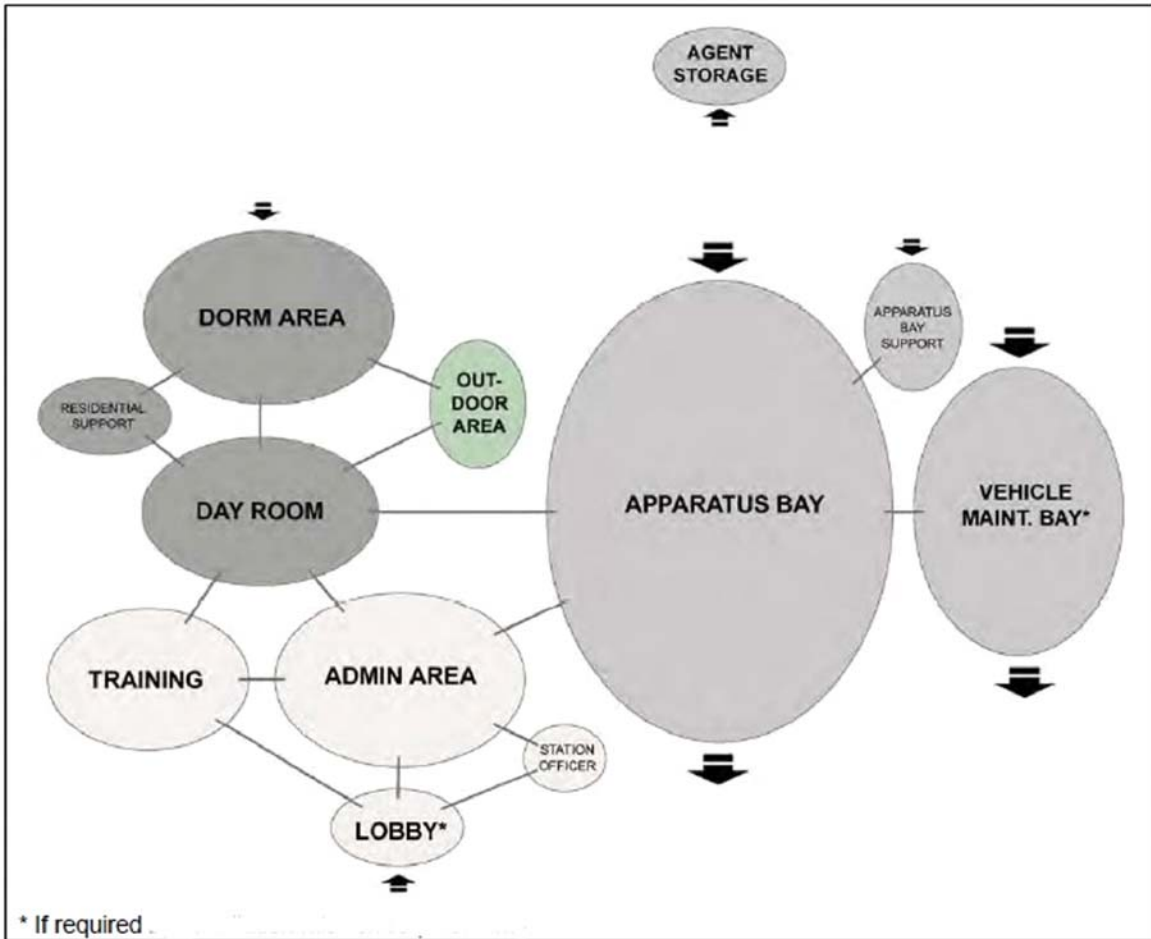 AGENT
STORAGE
DORM AREA
APPARATUS
BAY
SUPPORT
OUT-
DOOR
AREA
RESIDENTIAL
SUPPORT
DAY ROOM
APPARATUS BAY
VEHICLE
MAINT. BAY*
TRAINING
ADMIN AREA
STATION
OFFICER
LOBBY*
* If required